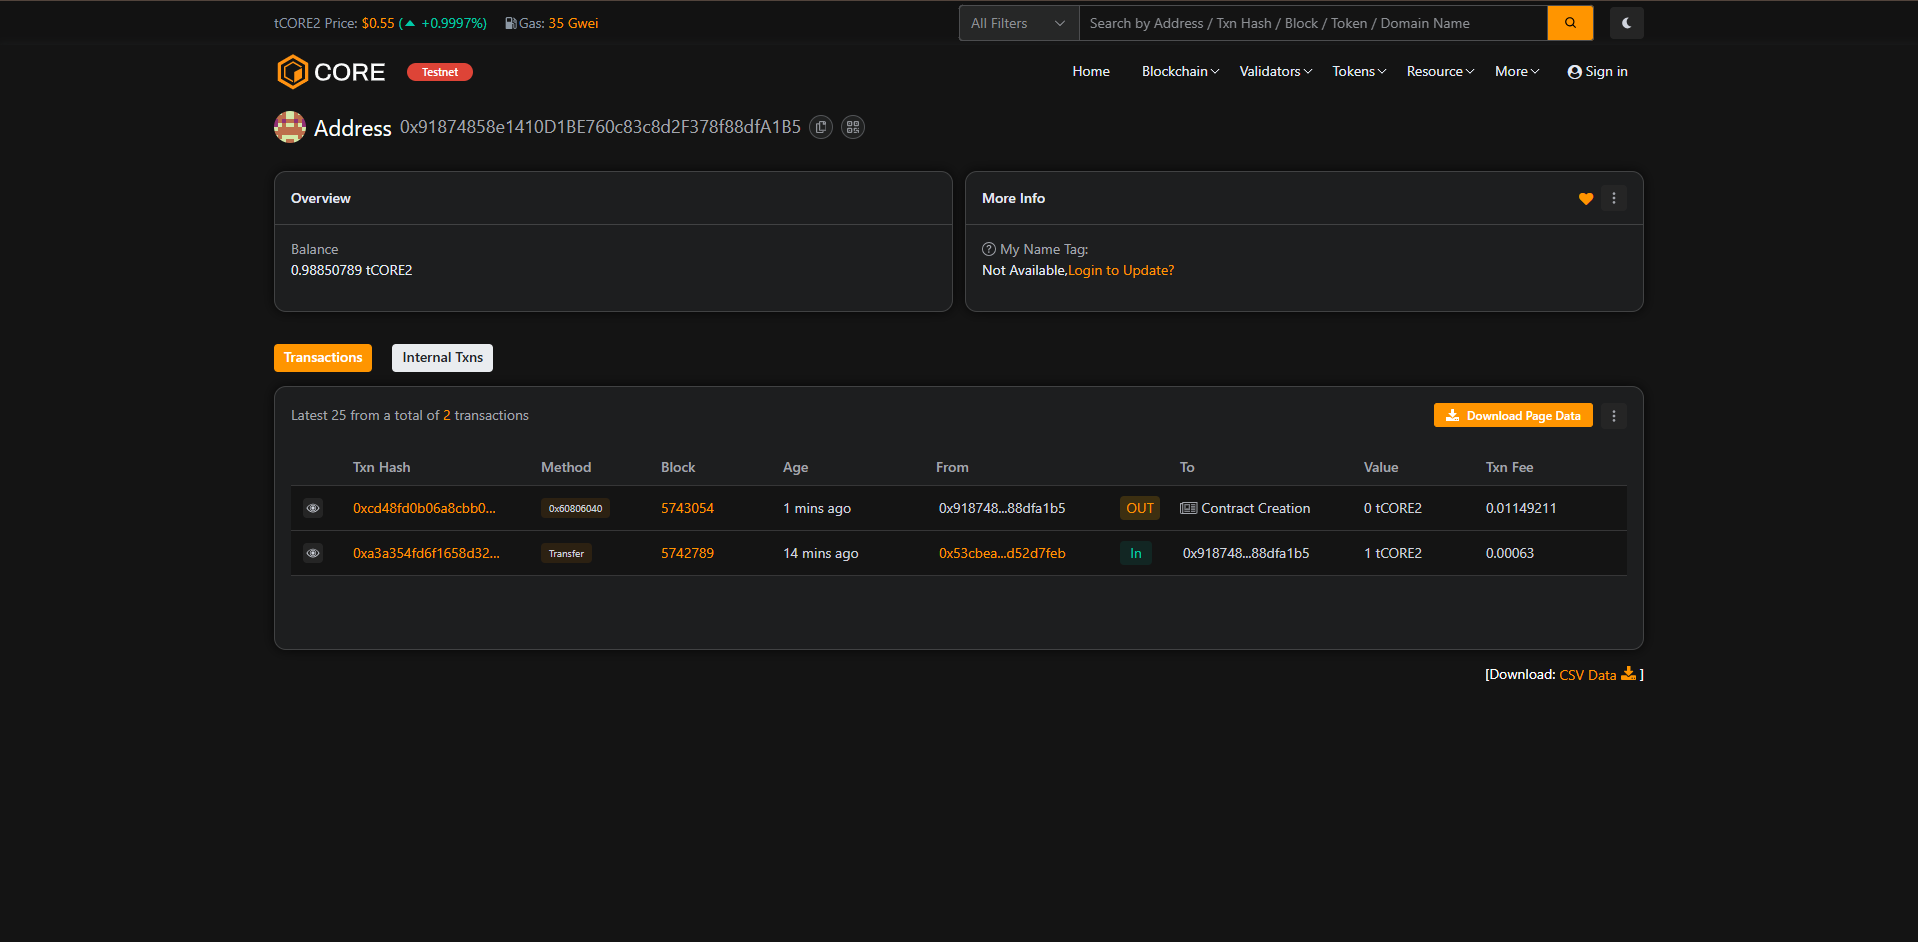 tCORE2 Price: $0.55 (▲ +0.9997%) Gas: 35 Gwei
All Filters Search by Address / Txn Hash / Block / Token / Domain Name
CORE Testnet
Home Blockchain Validators Tokens Resource More Sign in
Address 0x91874858e1410D1BE760c83c8d2F378f88dfA1B5
Overview
Balance
0.98850789 tCORE2
More Info
My Name Tag:
Not Available,Login to Update?
Transactions Internal Txns
Latest 25 from a total of 2 transactions
Download Page Data
Txn Hash Method Block Age From To Value Txn Fee
0xcd48fd0b06a8cbb0... 0x60806040 5743054 1 mins ago 0x918748...88dfa1b5 OUT Contract Creation 0 tCORE2 0.01149211
0xa3a354fd6f1658d32... Transfer 5742789 14 mins ago 0x53cbea...d52d7feb In 0x918748...88dfa1b5 1 tCORE2 0.00063
[Download: CSV Data ]